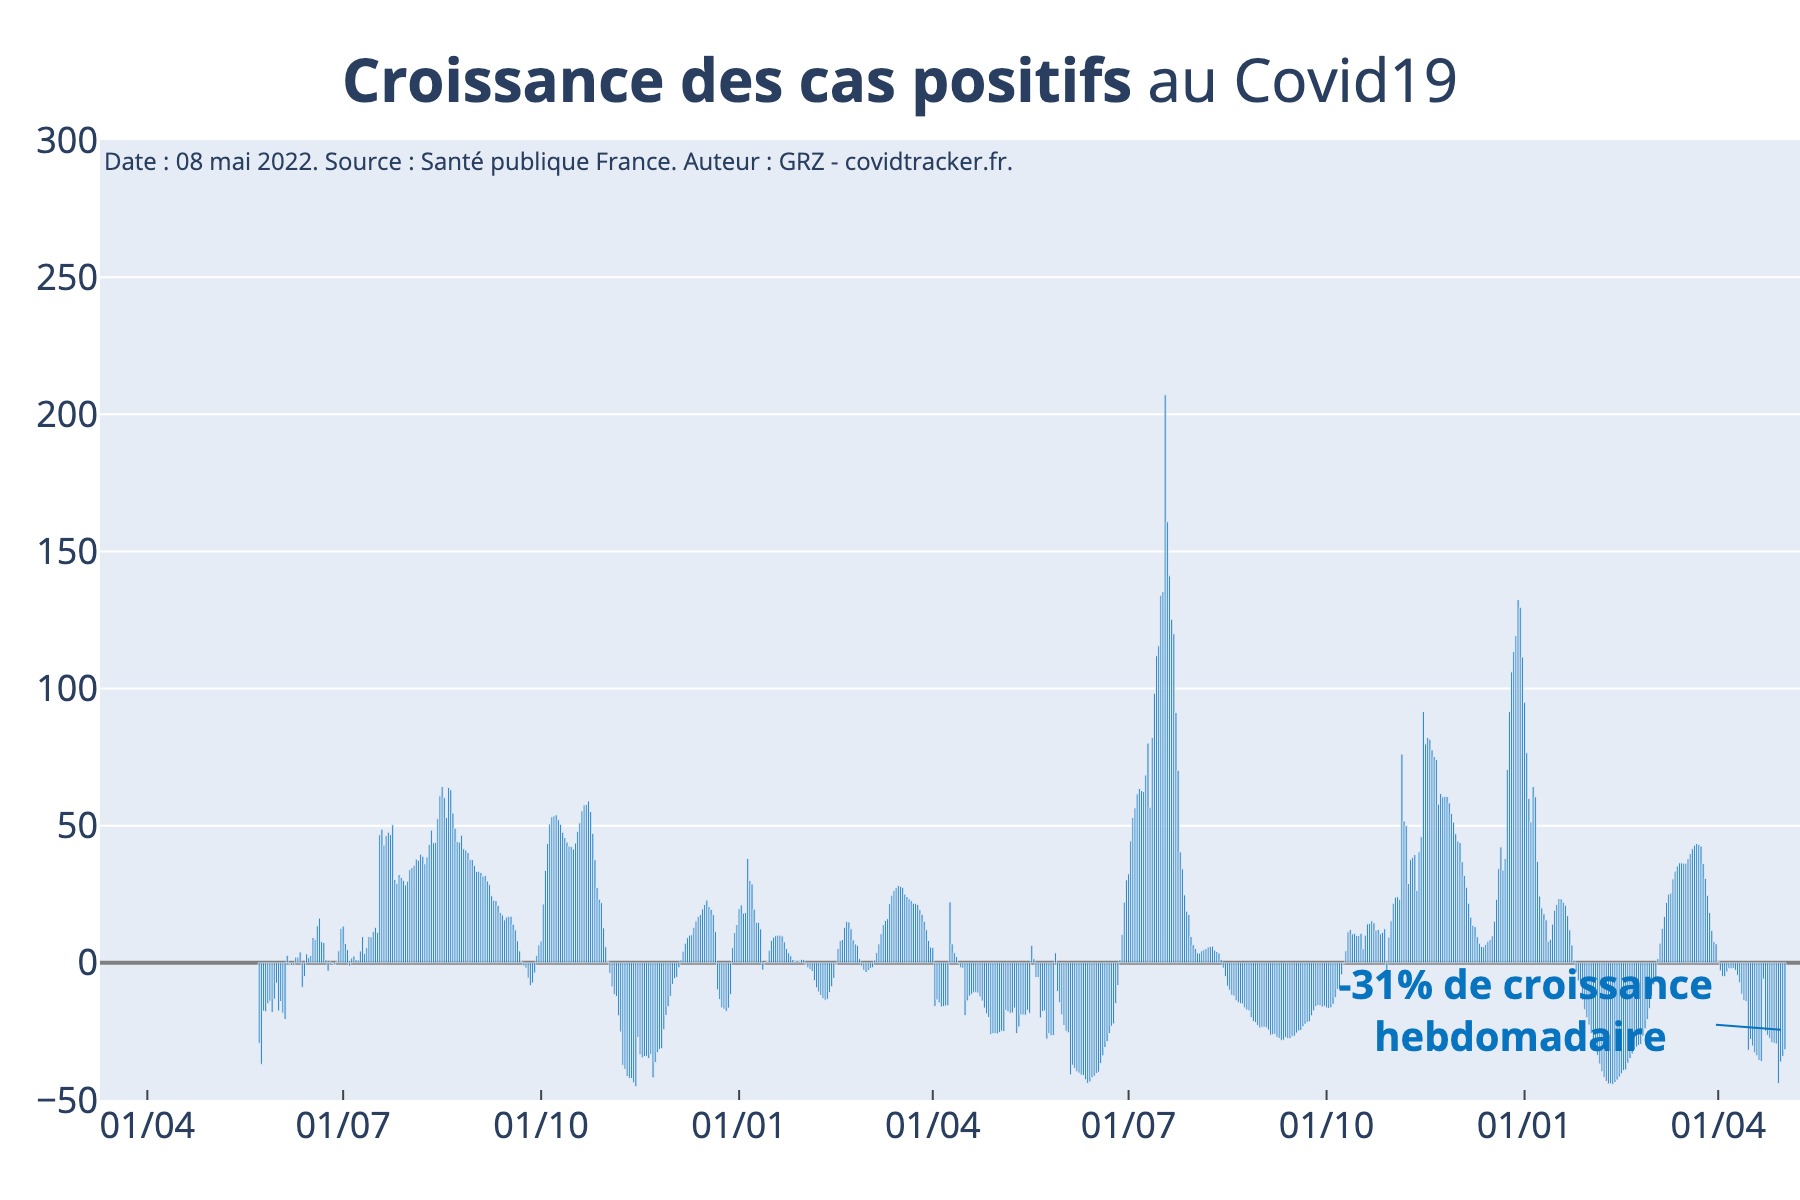 Croissance des cas positifs au Covid19
300
Date : 08 mai 2022. Source : Santé publique France. Auteur : GRZ - covidtracker.fr.
250
200
150
100
50
0
-31% de croissance
hebdomadaire
−50
01/04 01/07 01/10 01/01 01/04 01/07 01/10 01/01 01/04